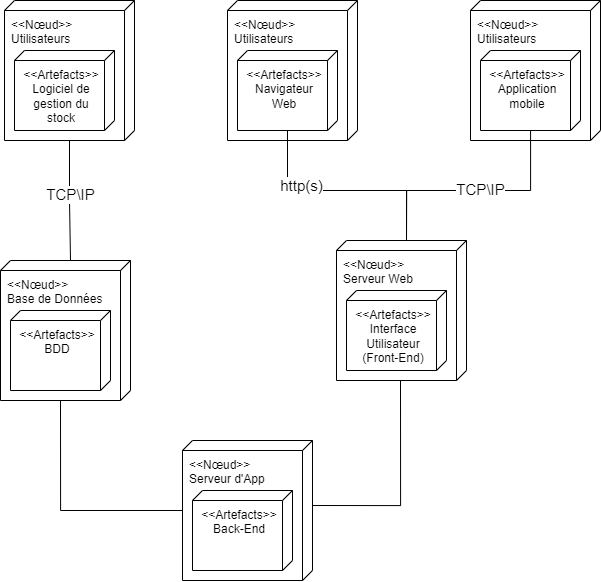 <<Nœud>>
Utilisateurs
<<Artefacts>>
Logiciel de
gestion du
stock
<<Nœud>>
Utilisateurs
<<Artefacts>>
Navigateur
Web
<<Nœud>>
Utilisateurs
<<Artefacts>>
Application
mobile
TCP\IP
http(s)
TCP\IP
<<Nœud>>
Base de Données
<<Artefacts>>
BDD
<<Nœud>>
Serveur Web
<<Artefacts>>
Interface
Utilisateur
(Front-End)
<<Nœud>>
Serveur d'App
<<Artefacts>>
Back-End